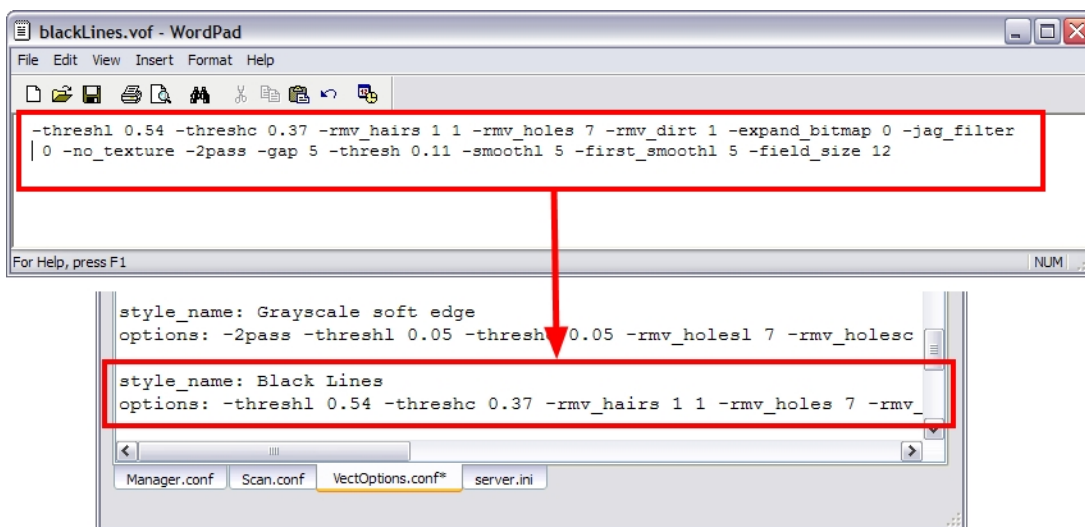 blackLines.vof - WordPad
File Edit View Insert Format Help
-threshl 0.54 -threshc 0.37 -rmv_hairs 1 1 -rmv_holes 7 -rmv_dirt 1 -expand_bitmap 0 -jag_filter
0 -no_texture -2pass -gap 5 -thresh 0.11 -smoothl 5 -first_smoothl 5 -field_size 12
For Help, press F1 NUM
style_name: Grayscale soft edge
options: -2pass -threshl 0.05 -thresh 0.05 -rmv_holesl 7 -rmv_holesc
style_name: Black Lines
options: -threshl 0.54 -threshc 0.37 -rmv_hairs 1 1 -rmv_holes 7 -rmv_
Manager.conf Scan.conf VectOptions.conf* server.ini